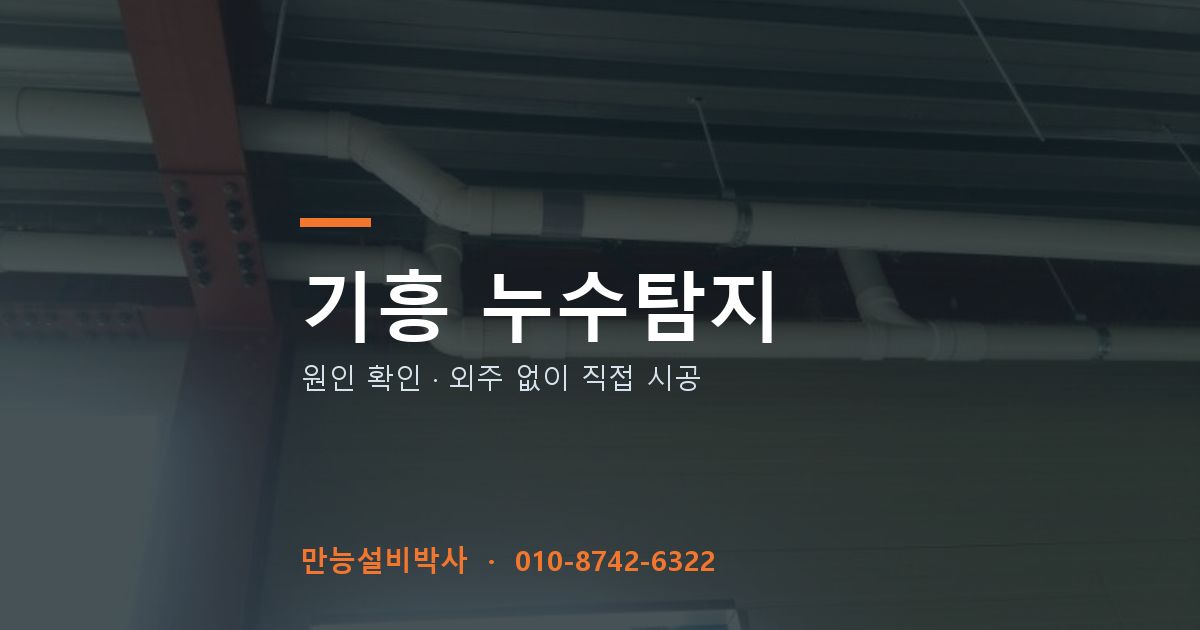 기흥 누수탐지
원인 확인 · 외주 없이 직접 시공
만능설비박사 · 010-8742-6322